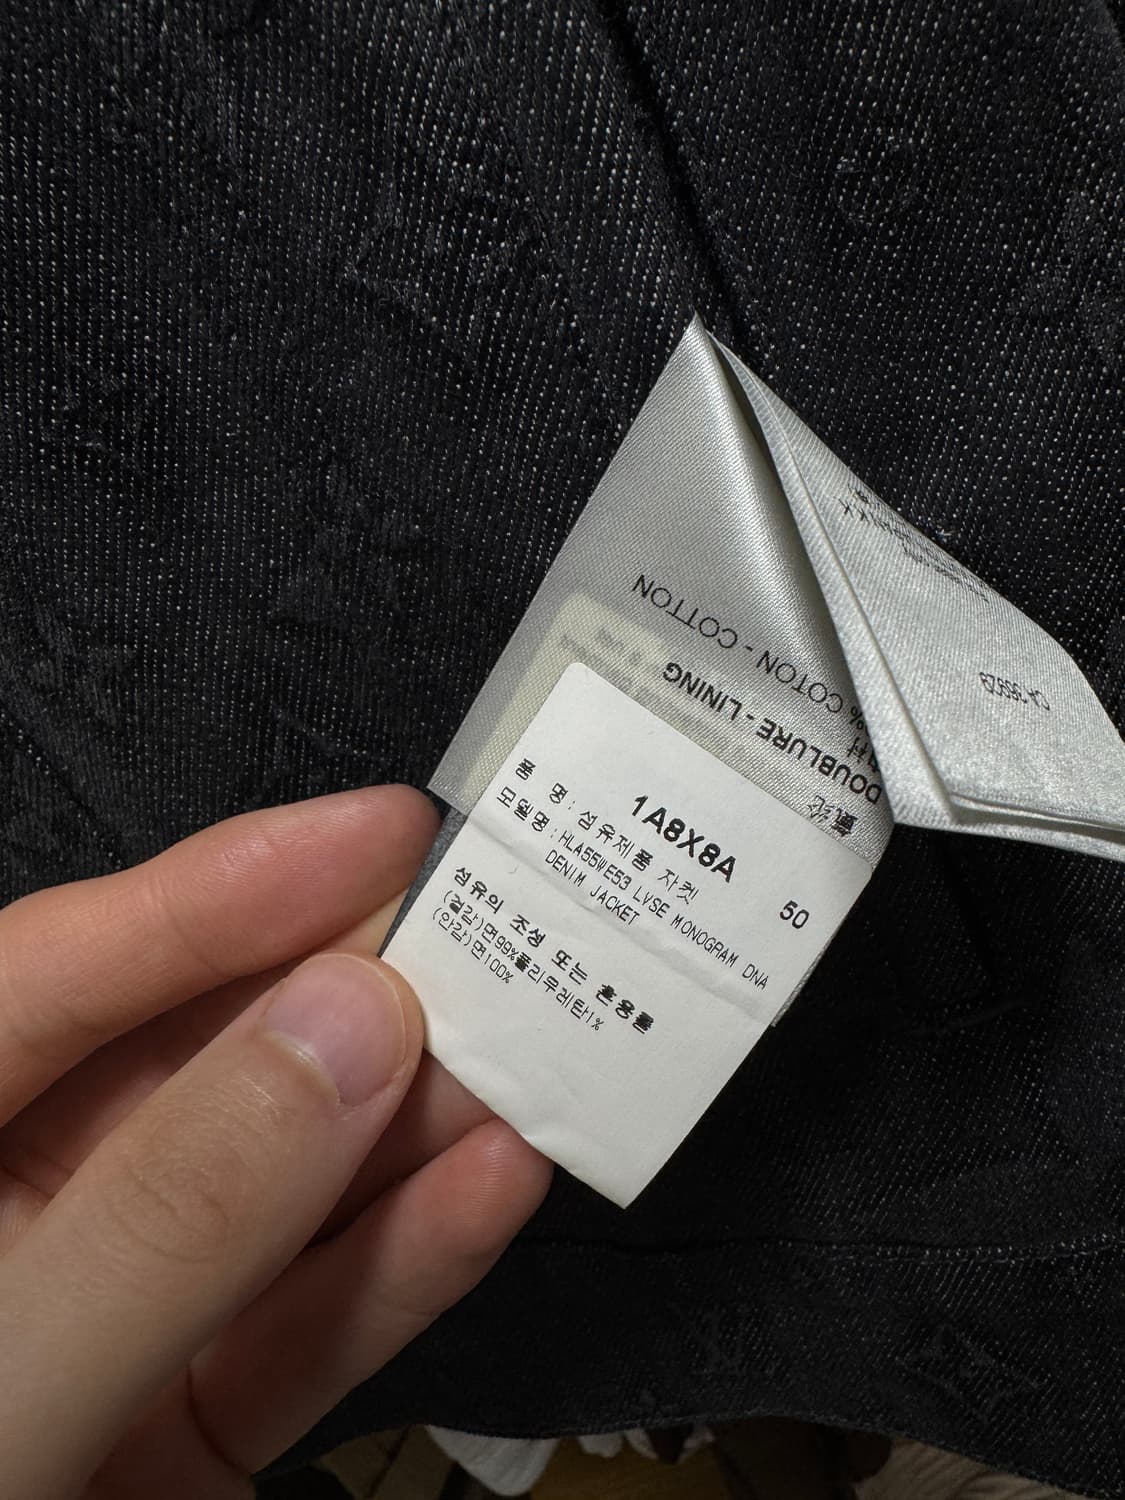 1A8X8A 50
품 명 : 섬유제품 자켓
모델명 : HLA55WE53 LVSE MONOGRAM DNA
DENIM JACKET
섬유의 조성 또는 혼용률
(겉감)면99%폴리우레탄1%
(안감)면100%
DOUBLURE - LINING
% COTON - COTTON
CA 36929